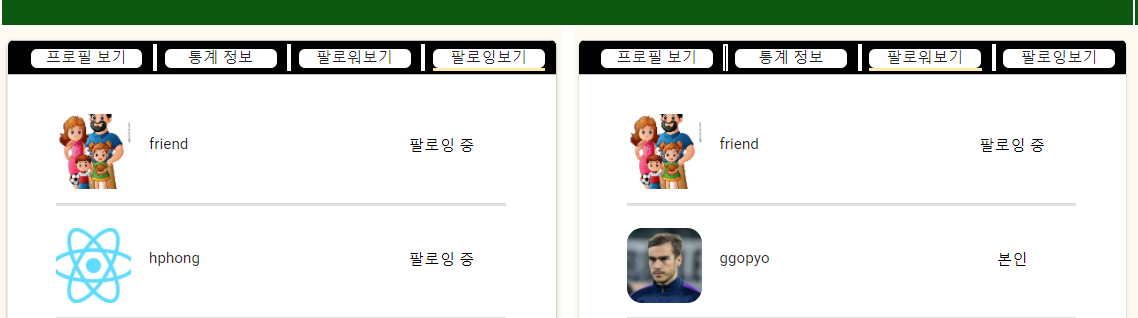 프로필 보기 통계 정보 팔로워보기 팔로잉보기
friend 팔로잉 중
hphong 팔로잉 중
프로필 보기 통계 정보 팔로워보기 팔로잉보기
friend 팔로잉 중
ggopyo 본인